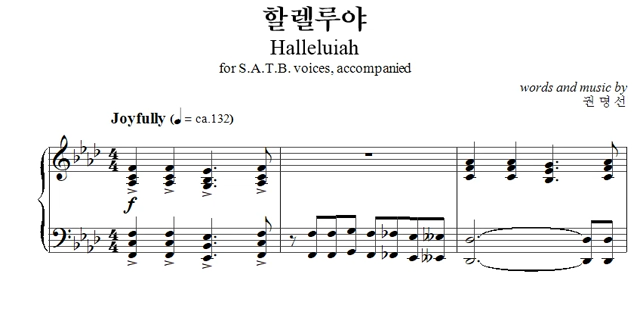 할렐루야
Halleluiah
for S.A.T.B. voices, accompanied
words and music by
권 명 선
Joyfully (♩ = ca.132)
f